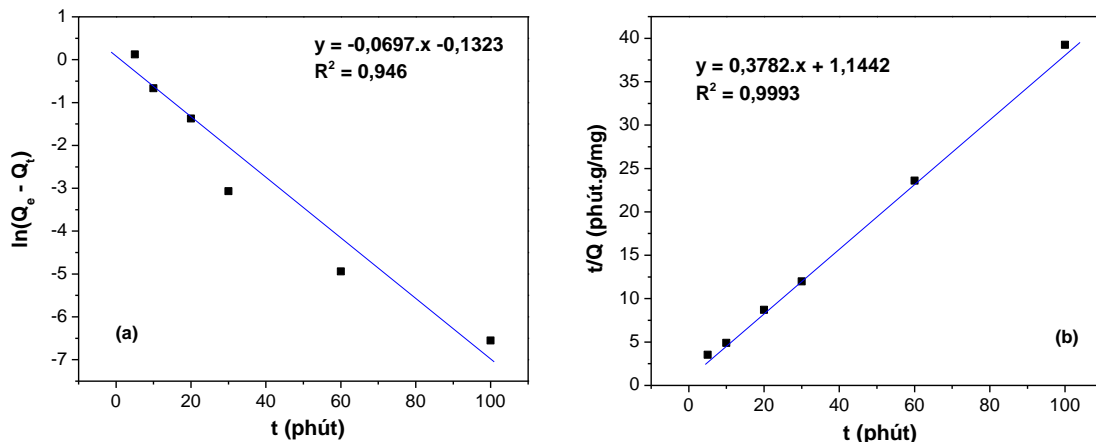 1
0
-1
-2
-3
-4
-5
-6
-7
ln(Qₑ - Qₜ)
y = -0,0697.x -0,1323
R² = 0,946
(a)
0 20 40 60 80 100
t (phút)
40
35
30
25
20
15
10
5
0
t/Q (phút.g/mg)
y = 0,3782.x + 1,1442
R² = 0,9993
(b)
0 20 40 60 80 100
t (phút)